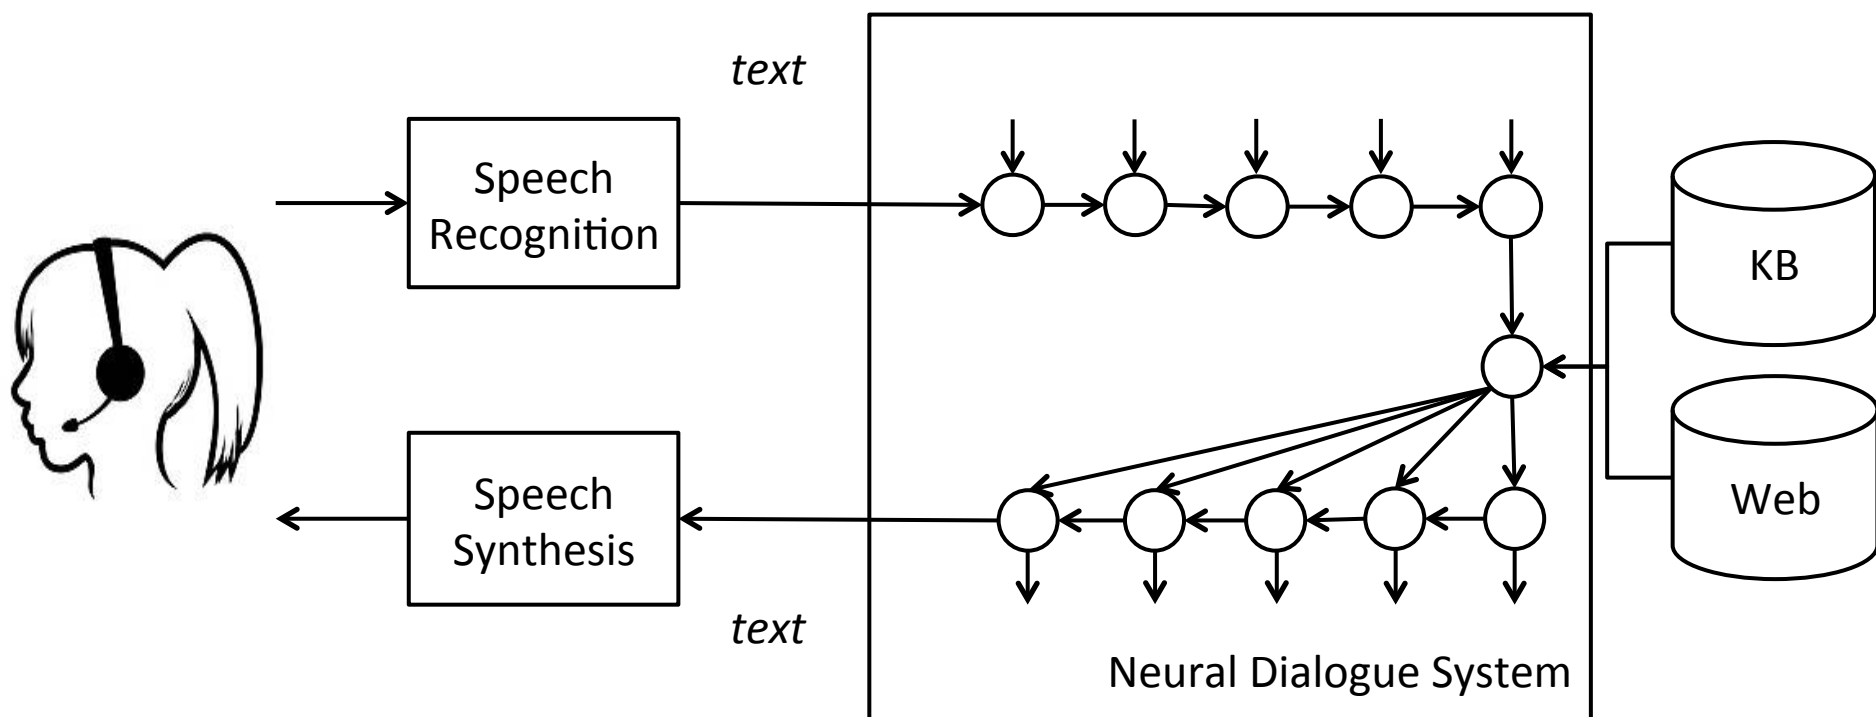 text
Speech
Recognition
KB
Speech
Synthesis
Web
text
Neural Dialogue System